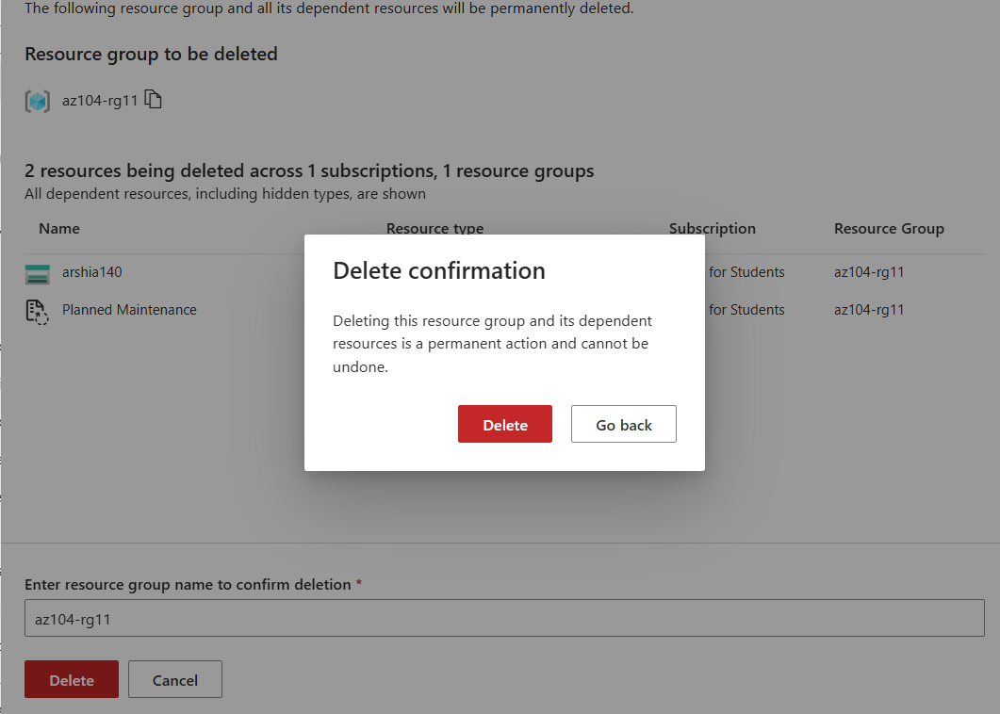 The following resource group and all its dependent resources will be permanently deleted.
Resource group to be deleted
az104-rg11
2 resources being deleted across 1 subscriptions, 1 resource groups
All dependent resources, including hidden types, are shown
Name Resource type Subscription Resource Group
arshia140 for Students az104-rg11
Planned Maintenance for Students az104-rg11
Delete confirmation
Deleting this resource group and its dependent
resources is a permanent action and cannot be
undone.
Delete Go back
Enter resource group name to confirm deletion *
az104-rg11
Delete Cancel